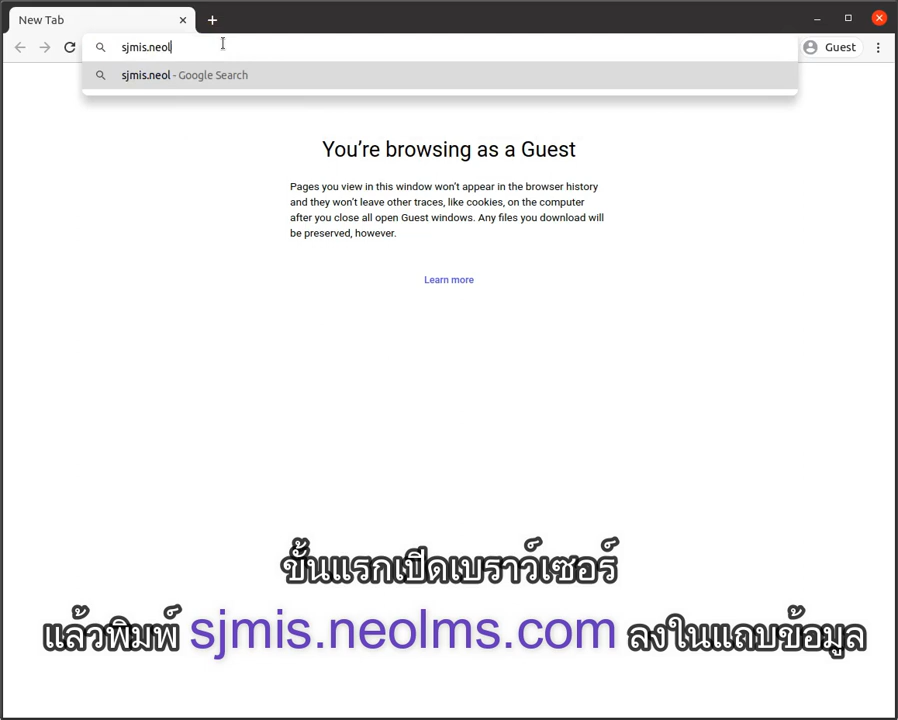 New Tab
sjmis.neol
Guest
sjmis.neol - Google Search
You're browsing as a Guest
Pages you view in this window won't appear in the browser history
and they won't leave other traces, like cookies, on the computer
after you close all open Guest windows. Any files you download will
be preserved, however.
Learn more
ขั้นแรกเปิดเบราว์เซอร์
แล้วพิมพ์ sjmis.neolms.com ลงในแถบข้อมูล